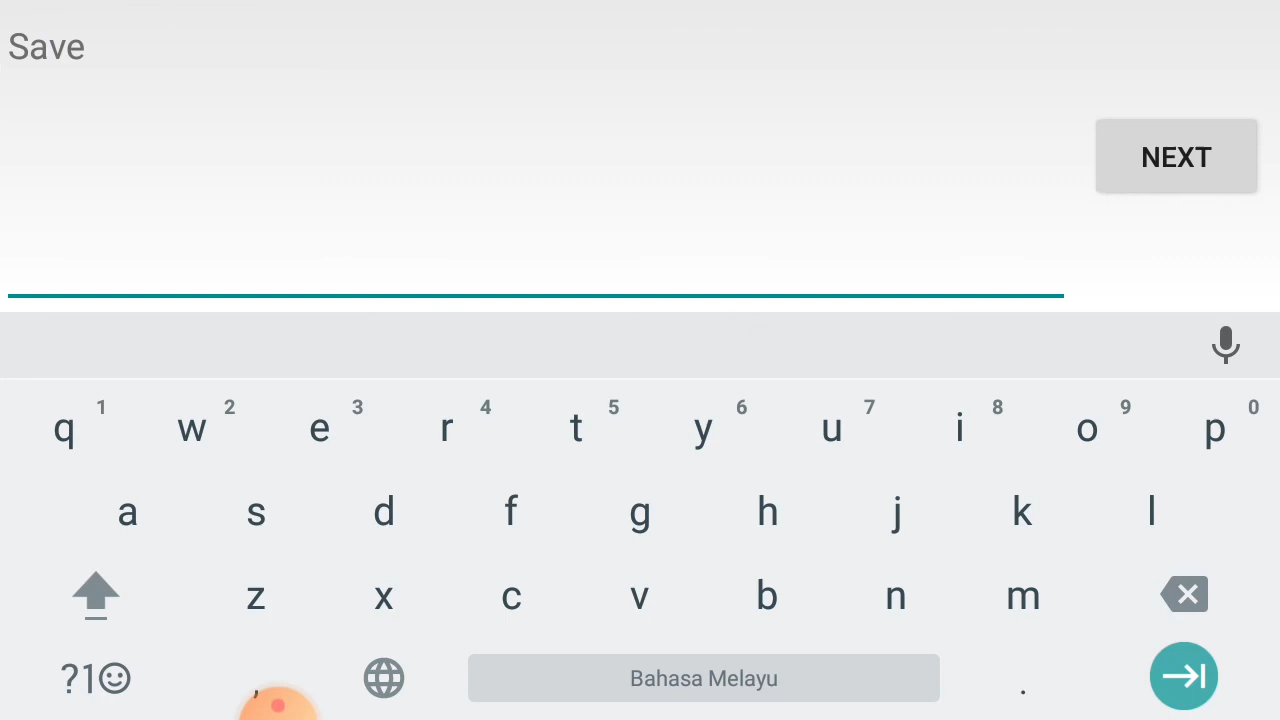 Save
NEXT
q 1 w 2 e 3 r 4 t 5 y 6 u 7 i 8 o 9 p 0
a s d f g h j k l
z x c v b n m
?1 , Bahasa Melayu .